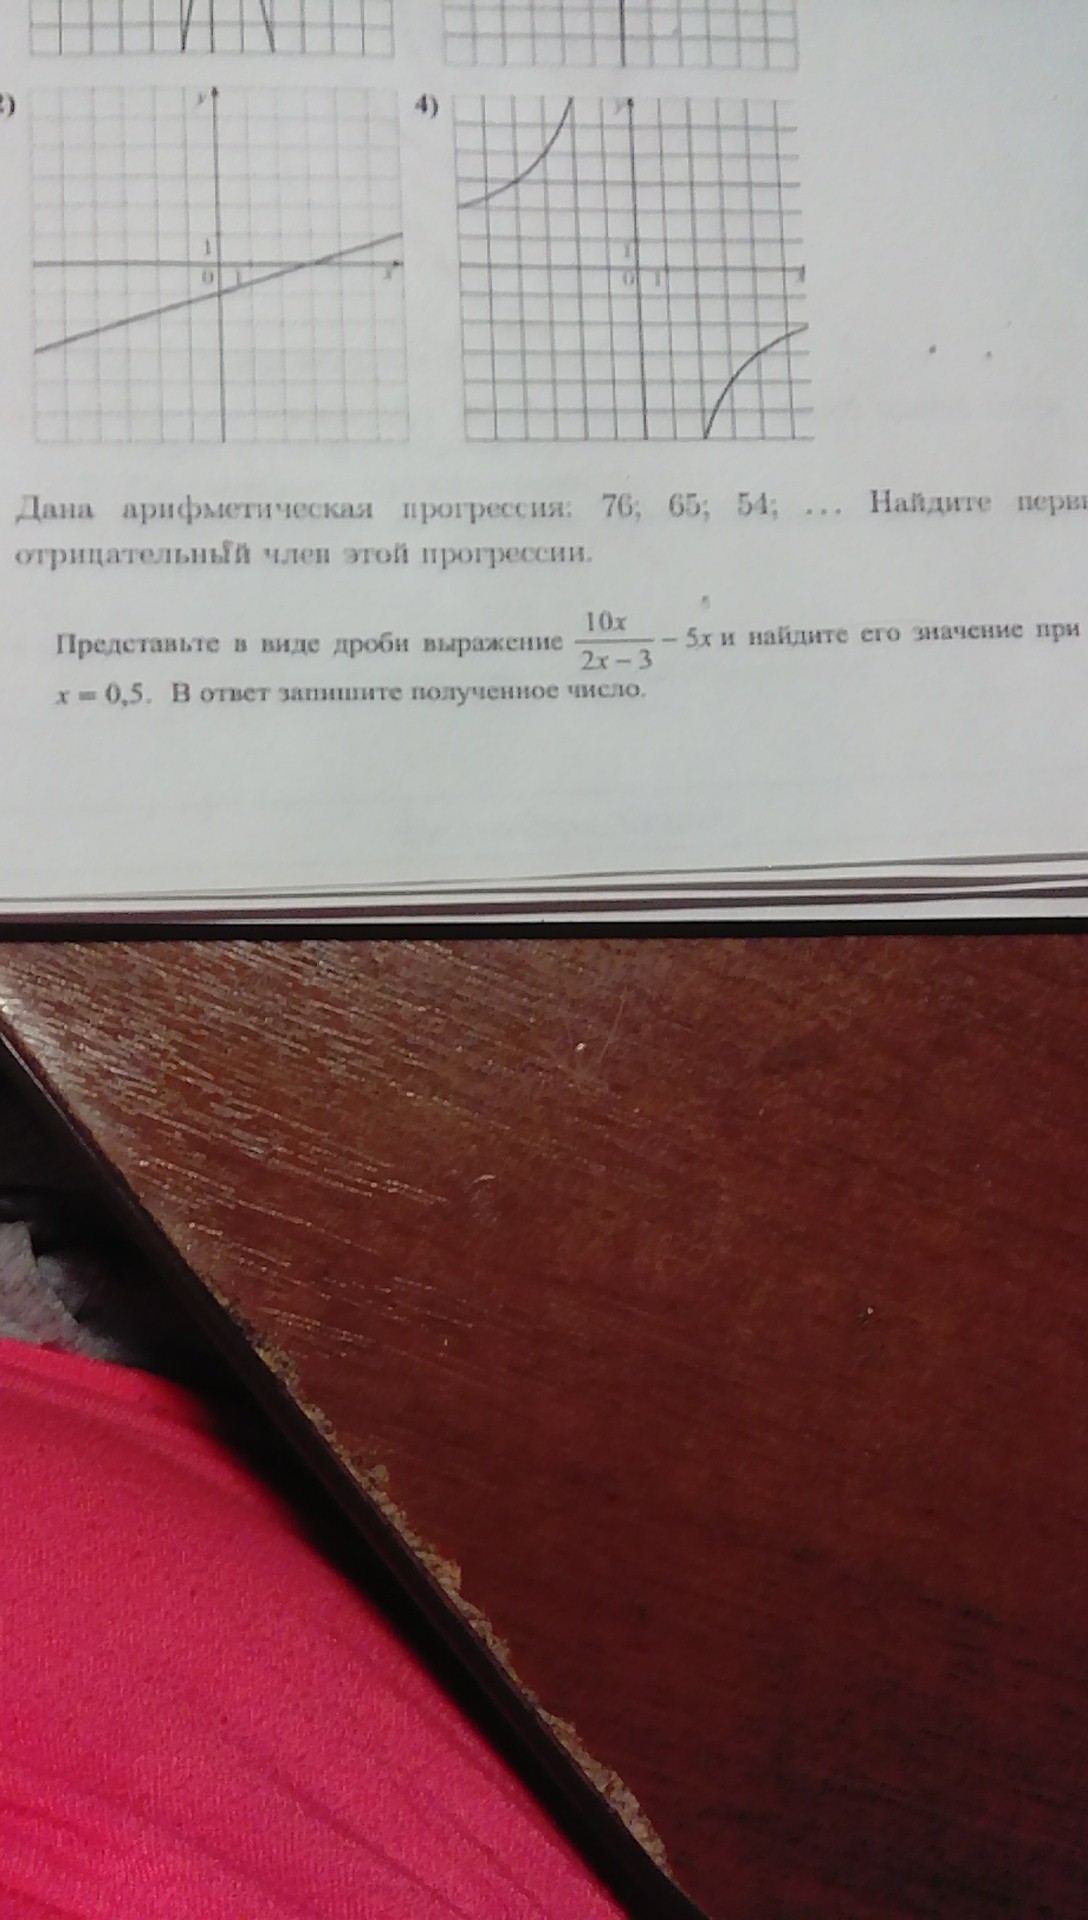 4)
y
y
1
0 1
x
1
0 1
Дана арифметическая прогрессия: 76; 65; 54; ... Найдите
отрицательный член этой прогрессии.
Представьте в виде дроби выражение 10x/(2x − 3) − 5x и найдите его значение при
x = 0,5. В ответ запишите полученное число.